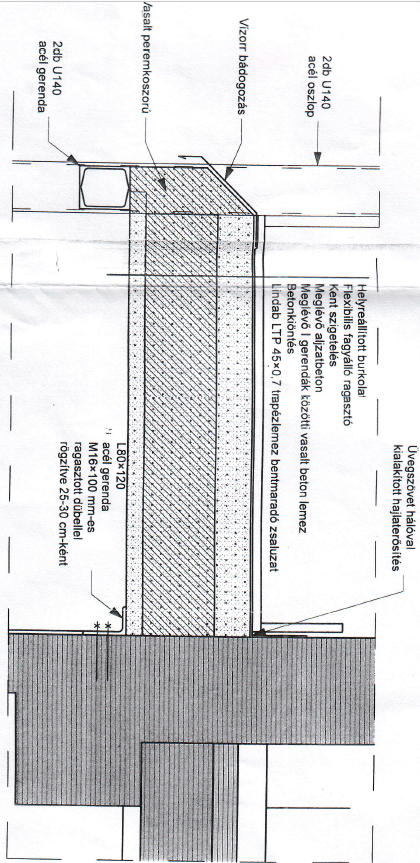 2db U140
acél oszlop
Vízorr bádogozás
Vasalt peremkoszorú
2db U140
acél gerenda
Helyreállított burkolat
Flexibilis fagyálló ragasztó
Kent szigetelés
Meglévő aljzatbeton
Meglévő I gerendák közötti vasalt beton lemez
Betonkiöntés
Lindab LTP 45×0,7 trapézlemez bentmaradó zsaluzat
Üvegszövet hálóval
kialakított hajlaterősítés
L80×120
acél gerenda
M16×100 mm-es
ragasztott dübellel
rögzítve 25-30 cm-ként